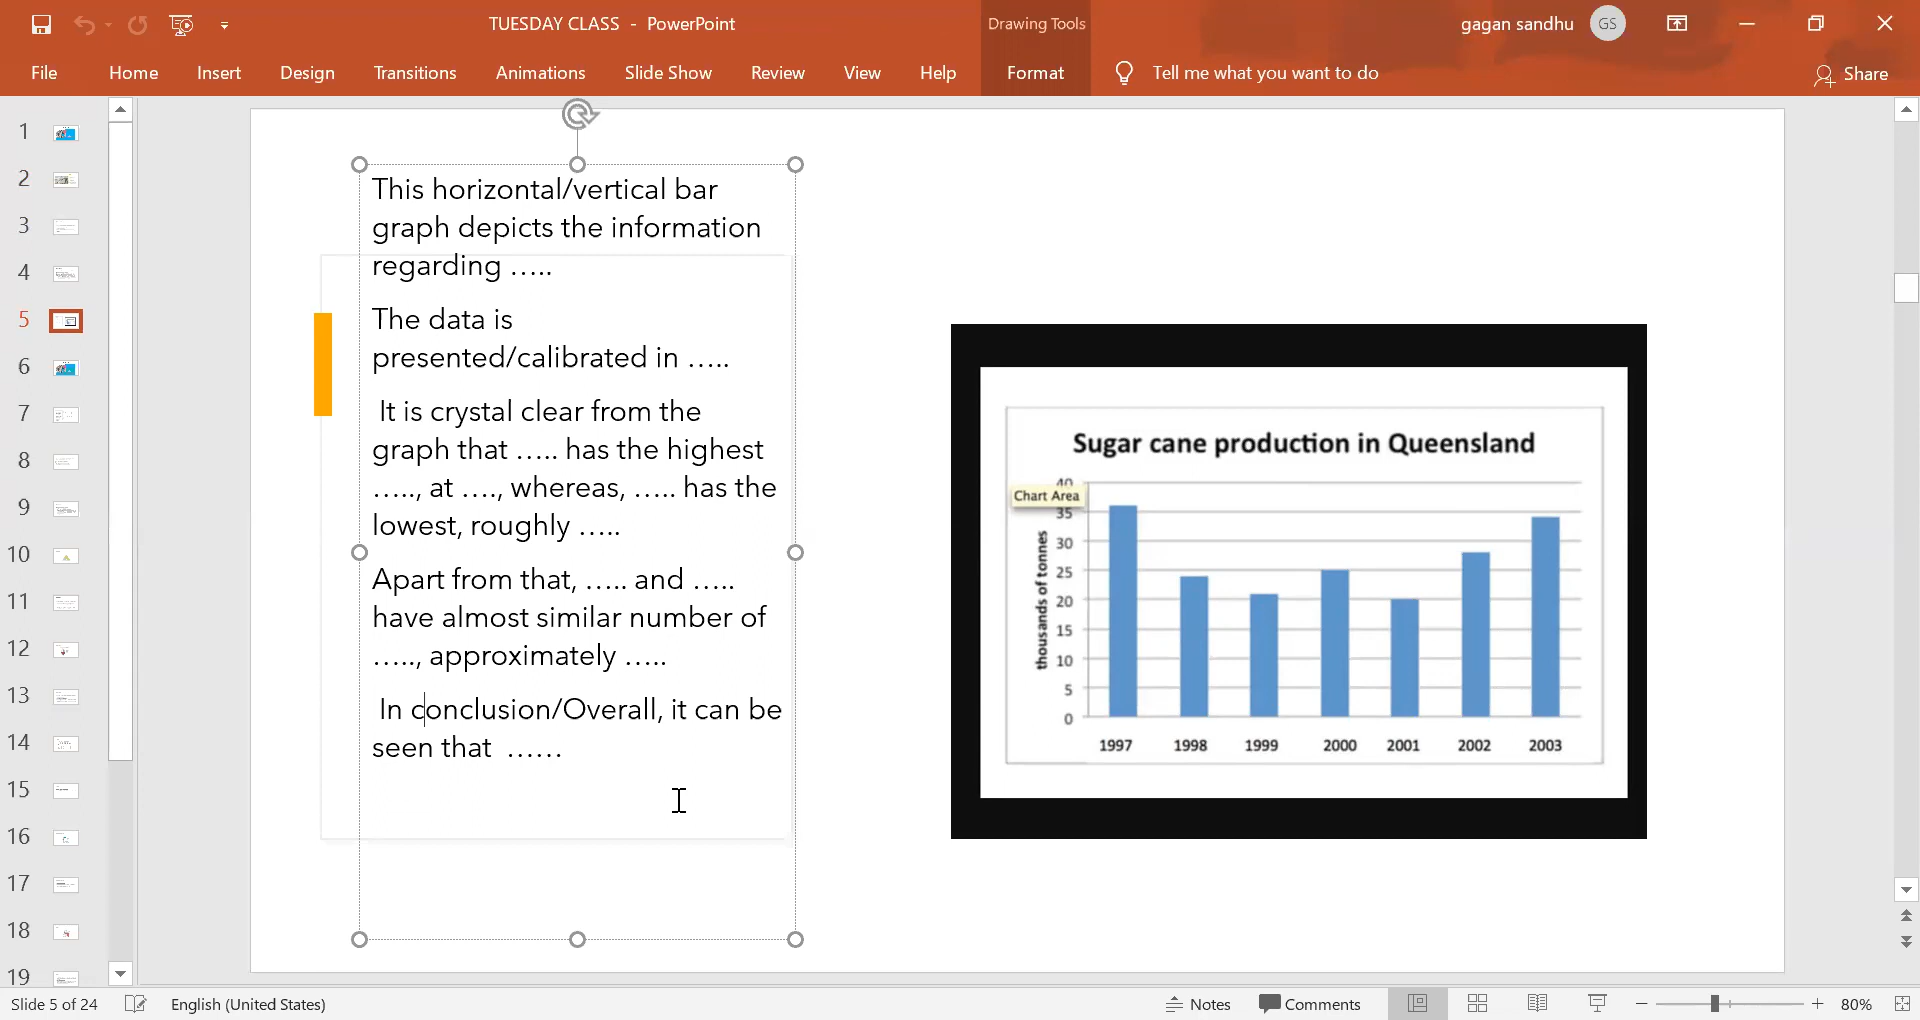 TUESDAY CLASS - PowerPoint
Drawing Tools
gagan sandhu
GS
File
Home
Insert
Design
Transitions
Animations
Slide Show
Review
View
Help
Format
Tell me what you want to do
Share
1
2
3
4
5
6
7
8
9
10
11
12
13
14
15
16
17
18
19
This horizontal/vertical bar
graph depicts the information
regarding …..
The data is
presented/calibrated in …..
It is crystal clear from the
graph that ….. has the highest
….., at …., whereas, ….. has the
lowest, roughly …..
Apart from that, ….. and …..
have almost similar number of
….., approximately …..
In conclusion/Overall, it can be
seen that ……
Sugar cane production in Queensland
40
Chart Area
35
30
25
20
15
10
5
0
thousands of tonnes
1997
1998
1999
2000
2001
2002
2003
Slide 5 of 24
English (United States)
Notes
Comments
80%